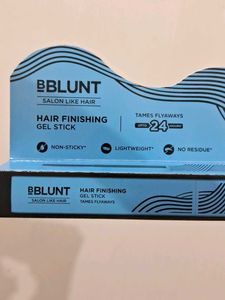 BBLUNT
SALON LIKE HAIR
HAIR FINISHING
GEL STICK
TAMES FLYAWAYS
24
NON-STICKY*
LIGHTWEIGHT*
NO RESIDUE*
BBLUNT
SALON LIKE HAIR
HAIR FINISHING
GEL STICK
TAMES FLYAWAYS